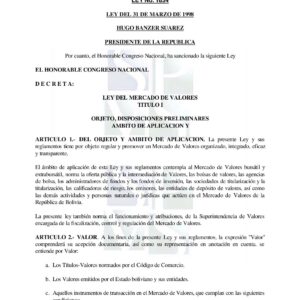 LEY No. 1834
LEY DEL 31 DE MARZO DE 1998
HUGO BANZER SUAREZ
PRESIDENTE DE LA REPUBLICA
Por cuanto, el Honorable Congreso Nacional, ha sancionado la siguiente Ley
EL HONORABLE CONGRESO NACIONAL
D E C R E T A:
LEY DEL MERCADO DE VALORES
TITULO I
OBJETO, DISPOSICIONES PRELIMINARES
AMBITO DE APLICACION Y
ARTICULO 1.- DEL OBJETO Y AMBITO DE APLICACION. La presente Ley y sus
reglamentos tiene por objeto regular y promover un Mercado de Valores organizado, integrado, eficaz
y transparente.
El ámbito de aplicación de esta Ley y sus reglamentos contempla al Mercado de Valores bursátil y
extrabursátil, norma la oferta pública y la intermediación de Valores, las bolsas de valores, las agencias
de bolsa, los administradores de fondos y los fondos de inversión, las sociedades de titularización y la
titularización, las calificadoras de riesgo, los emisores, las entidades de depósito de valores, así como
las demás actividades y personas naturales y jurídicas que actúen en el Mercado de Valores de la
República de Bolivia.
La presente ley también norma el funcionamiento y atribuciones, de la Superintendencia de Valores
encargada de la fiscalización, control y regulación del Mercado de Valores.
ARTICULO 2.- VALOR A los fines de la presente Ley y sus reglamentos, la expresión "Valor"
comprenderá su acepción documentaria, así como su representación en anotación en cuenta, se
entiende por Valor:
a. Los Títulos-Valores normados por el Código de Comercio.
b. Los Valores emitidos por el Estado boliviano y sus entidades.
c. Aquellos instrumentos de transacción en el Mercado de Valores, que cumplan con las siguientes